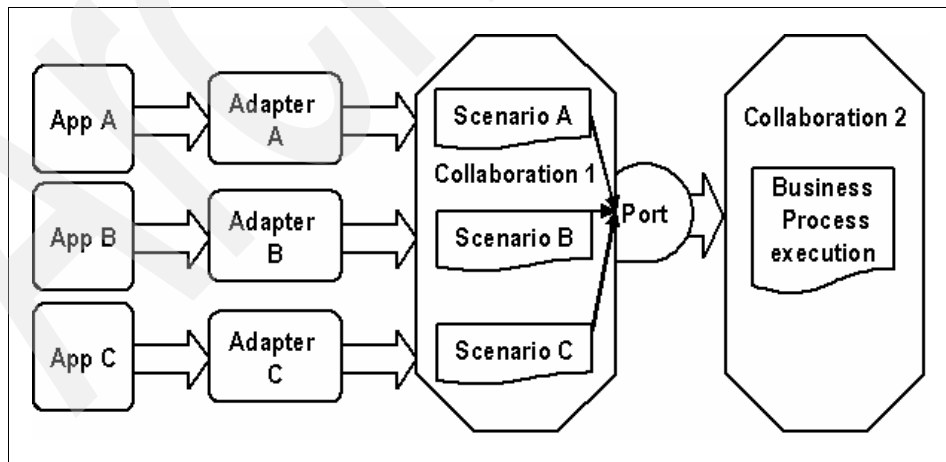 App A
Adapter
A
Scenario A
Collaboration 1
App B
Adapter
B
Scenario B
App C
Adapter
C
Scenario C
Port
Collaboration 2
Business
Process
execution